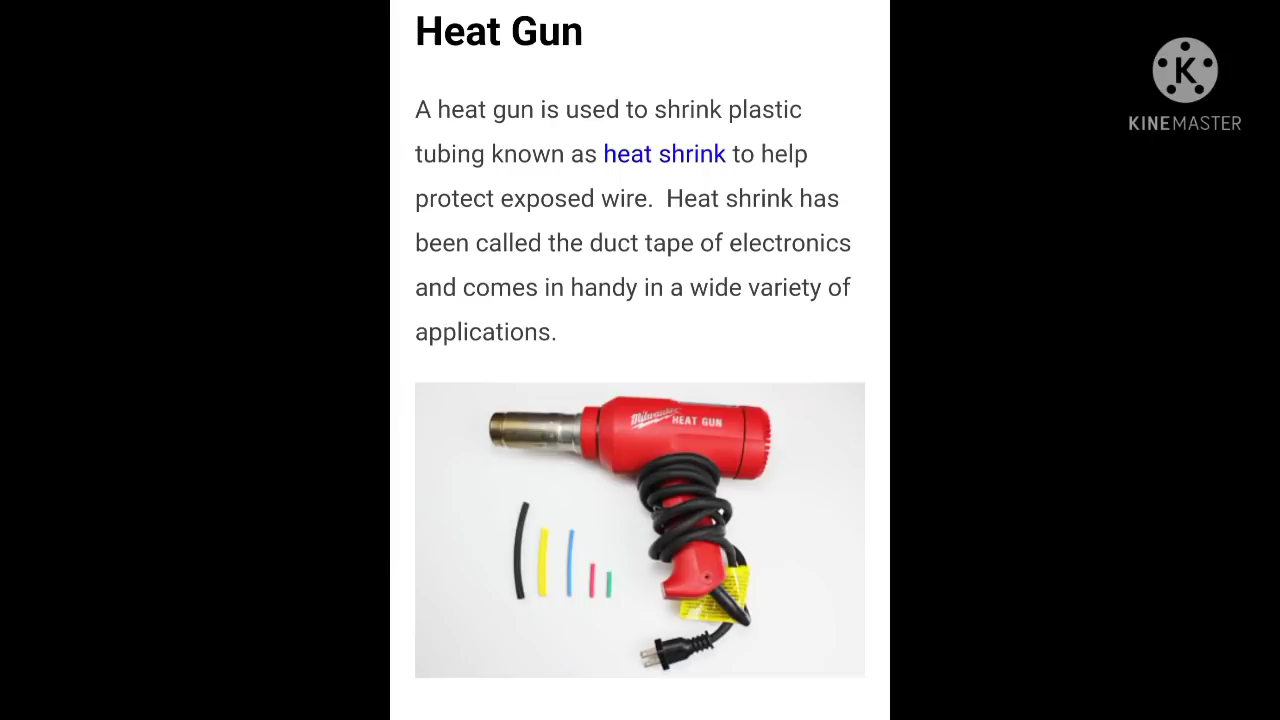 Heat Gun
A heat gun is used to shrink plastic
tubing known as heat shrink to help
protect exposed wire.  Heat shrink has
been called the duct tape of electronics
and comes in handy in a wide variety of
applications.
K
KINEMASTER
Milwaukee
HEAT GUN